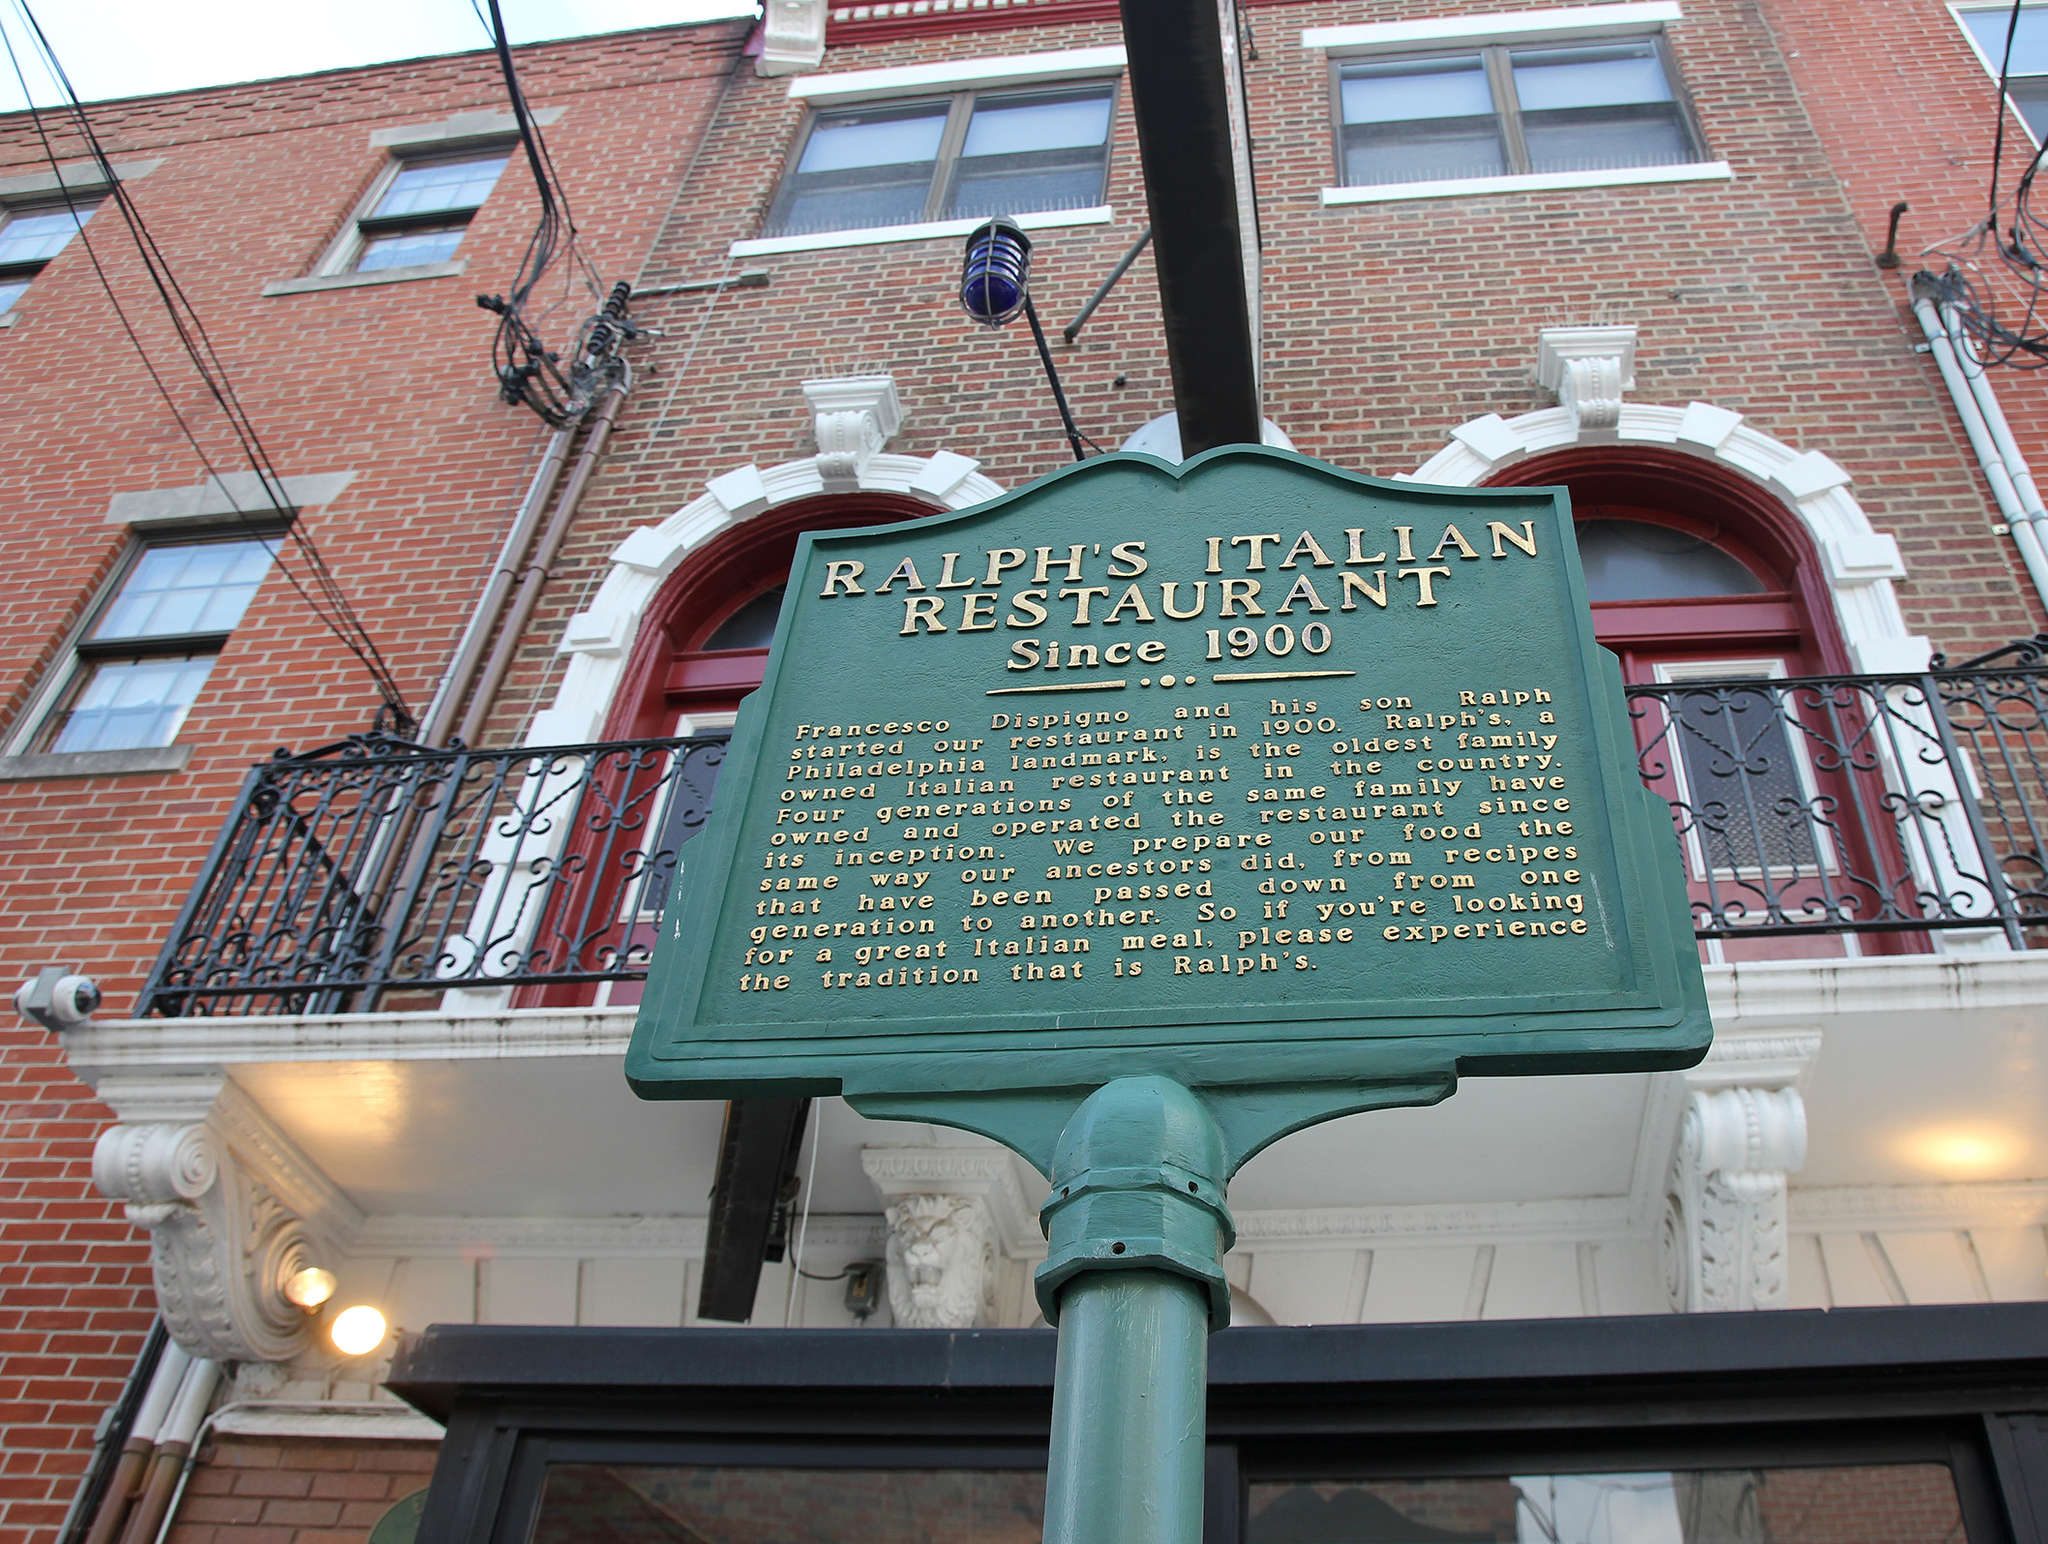 RALPH'S ITALIAN
RESTAURANT
Since 1900
Francesco Dispigno and his son Ralph
started our restaurant in 1900. Ralph's, a
Philadelphia landmark, is the oldest family
owned Italian restaurant in the country.
Four generations of the same family have
owned and operated the restaurant since
its inception. We prepare our food the
same way our ancestors did, from recipes
that have been passed down from one
generation to another. So if you're looking
for a great Italian meal, please experience
the tradition that is Ralph's.